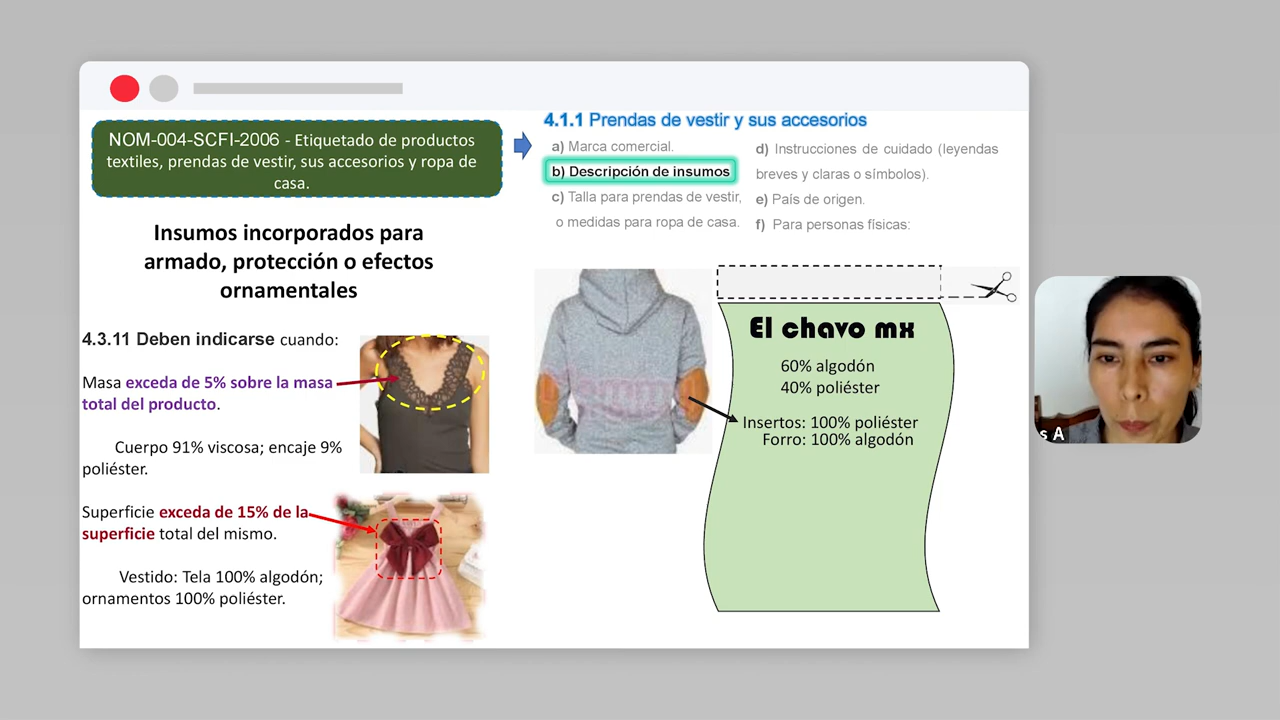 NOM-004-SCFI-2006 - Etiquetado de productos
textiles, prendas de vestir, sus accesorios y ropa de
casa.
4.1.1 Prendas de vestir y sus accesorios
a) Marca comercial.
b) Descripción de insumos
c) Talla para prendas de vestir,
o medidas para ropa de casa.
d) Instrucciones de cuidado (leyendas
breves y claras o símbolos).
e) País de origen.
f) Para personas físicas:
Insumos incorporados para
armado, protección o efectos
ornamentales
4.3.11 Deben indicarse cuando:
Masa exceda de 5% sobre la masa
total del producto.
Cuerpo 91% viscosa; encaje 9%
poliéster.
Superficie exceda de 15% de la
superficie total del mismo.
Vestido: Tela 100% algodón;
ornamentos 100% poliéster.
El chavo mx
60% algodón
40% poliéster
Insertos: 100% poliéster
Forro: 100% algodón
s A